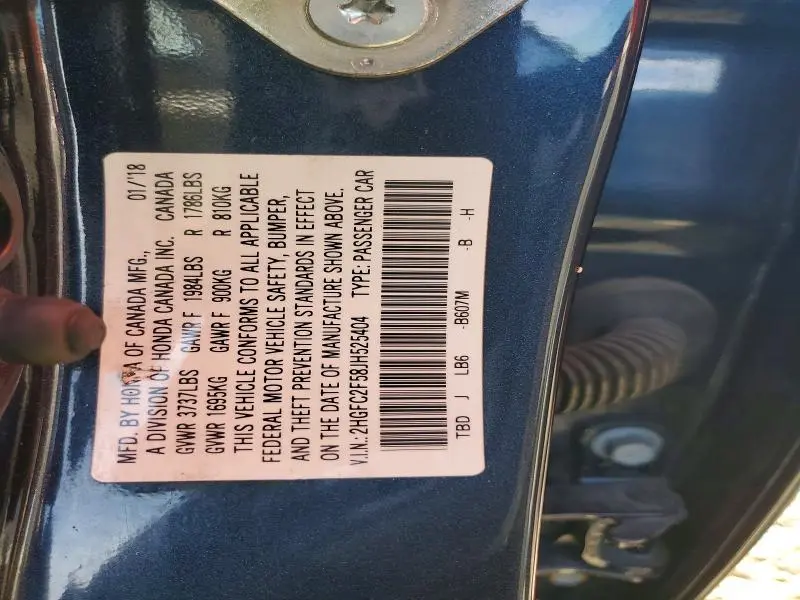 MFD. BY HONDA OF CANADA MFG., 01/'18
A DIVISION OF HONDA CANADA INC. CANADA
GVWR 3737LBS GAWR F 1984LBS R 1786LBS
GVWR 1695KG GAWR F 900KG R 810KG
THIS VEHICLE CONFORMS TO ALL APPLICABLE
FEDERAL MOTOR VEHICLE SAFETY, BUMPER,
AND THEFT PREVENTION STANDARDS IN EFFECT
ON THE DATE OF MANUFACTURE SHOWN ABOVE.
V.I.N.: 2HGFC2F58JH525404 TYPE: PASSENGER CAR
TBD J LB6 -B607M -B -H